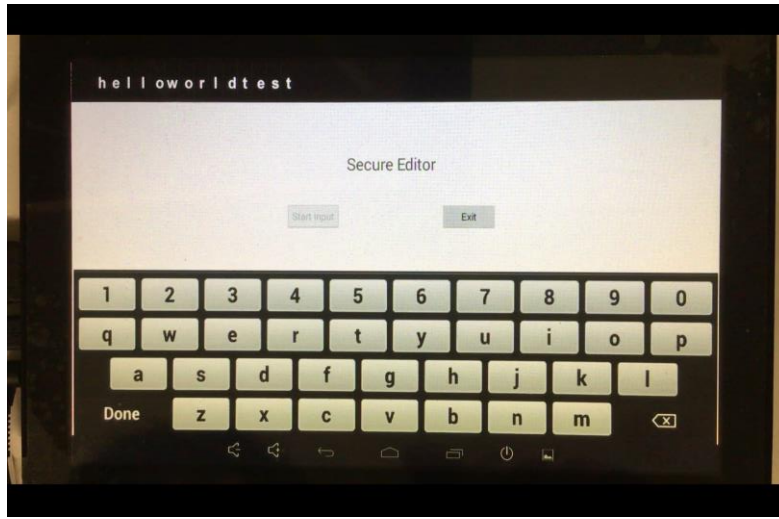 helloworldtest
Secure Editor
Start Input Exit
1 2 3 4 5 6 7 8 9 0
q w e r t y u i o p
a s d f g h j k l
Done z x c v b n m